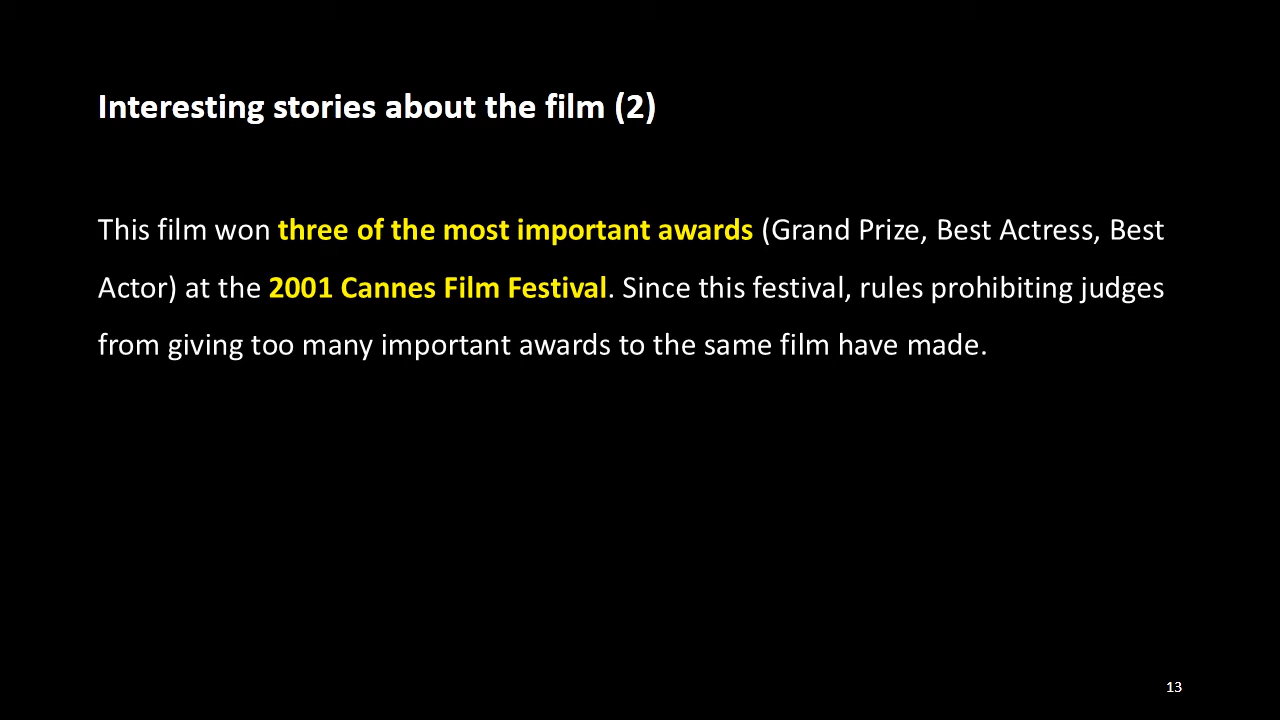 Interesting stories about the film (2)
This film won three of the most important awards (Grand Prize, Best Actress, Best
Actor) at the 2001 Cannes Film Festival. Since this festival, rules prohibiting judges
from giving too many important awards to the same film have made.
13